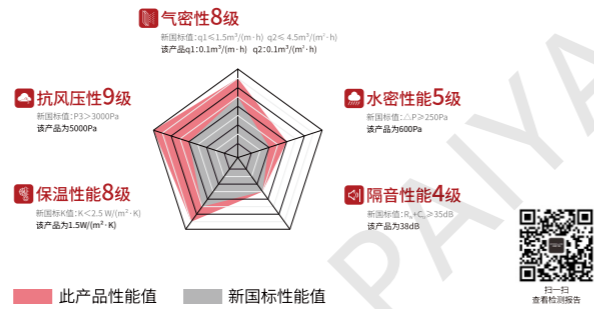 气密性8级
新国标值:q1≤1.5m³/(m·h) q2≤4.5m³/(m²·h)
该产品q1:0.1m³/(m·h) q2:0.1m³/(m²·h)
抗风压性9级
新国标值:P3>3000Pa
该产品为5000Pa
水密性能5级
新国标值:△P≥250Pa
该产品为600Pa
保温性能8级
新国标K值:K<2.5 W/(m²·K)
该产品为1.5W/(m²·K)
隔音性能4级
新国标值:Rw+Ctr≥35dB
该产品为38dB
扫一扫
查看检测报告
此产品性能值
新国标性能值
PAIYA